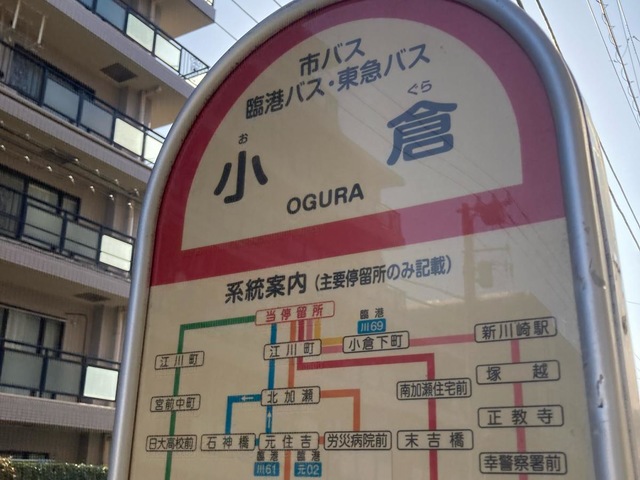 市バス
臨港バス・東急バス
お ぐら
小倉
OGURA
系統案内（主要停留所のみ記載）
当停留所
臨港
川69
江川町 江川町 小倉下町 新川崎駅
宮前中町 北加瀬 南加瀬住宅前 塚越
正教寺
日大高校前 石神橋 元住吉 労災病院前 末吉橋
幸警察署前
臨港 臨港
川61 元02